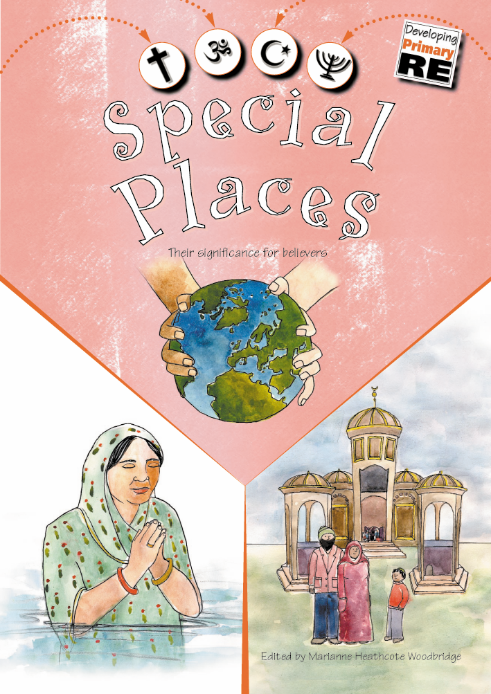 Developing
Primary
RE
Special
Places
Their significance for believers
Edited by Marianne Heathcote Woodbridge